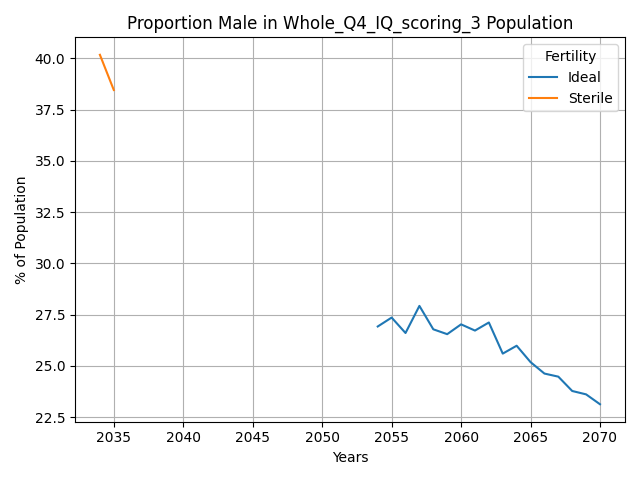 Proportion Male in Whole_Q4_IQ_scoring_3 Population
Fertility
Ideal
Sterile
% of Population
40.0
37.5
35.0
32.5
30.0
27.5
25.0
22.5
2035 2040 2045 2050 2055 2060 2065 2070
Years